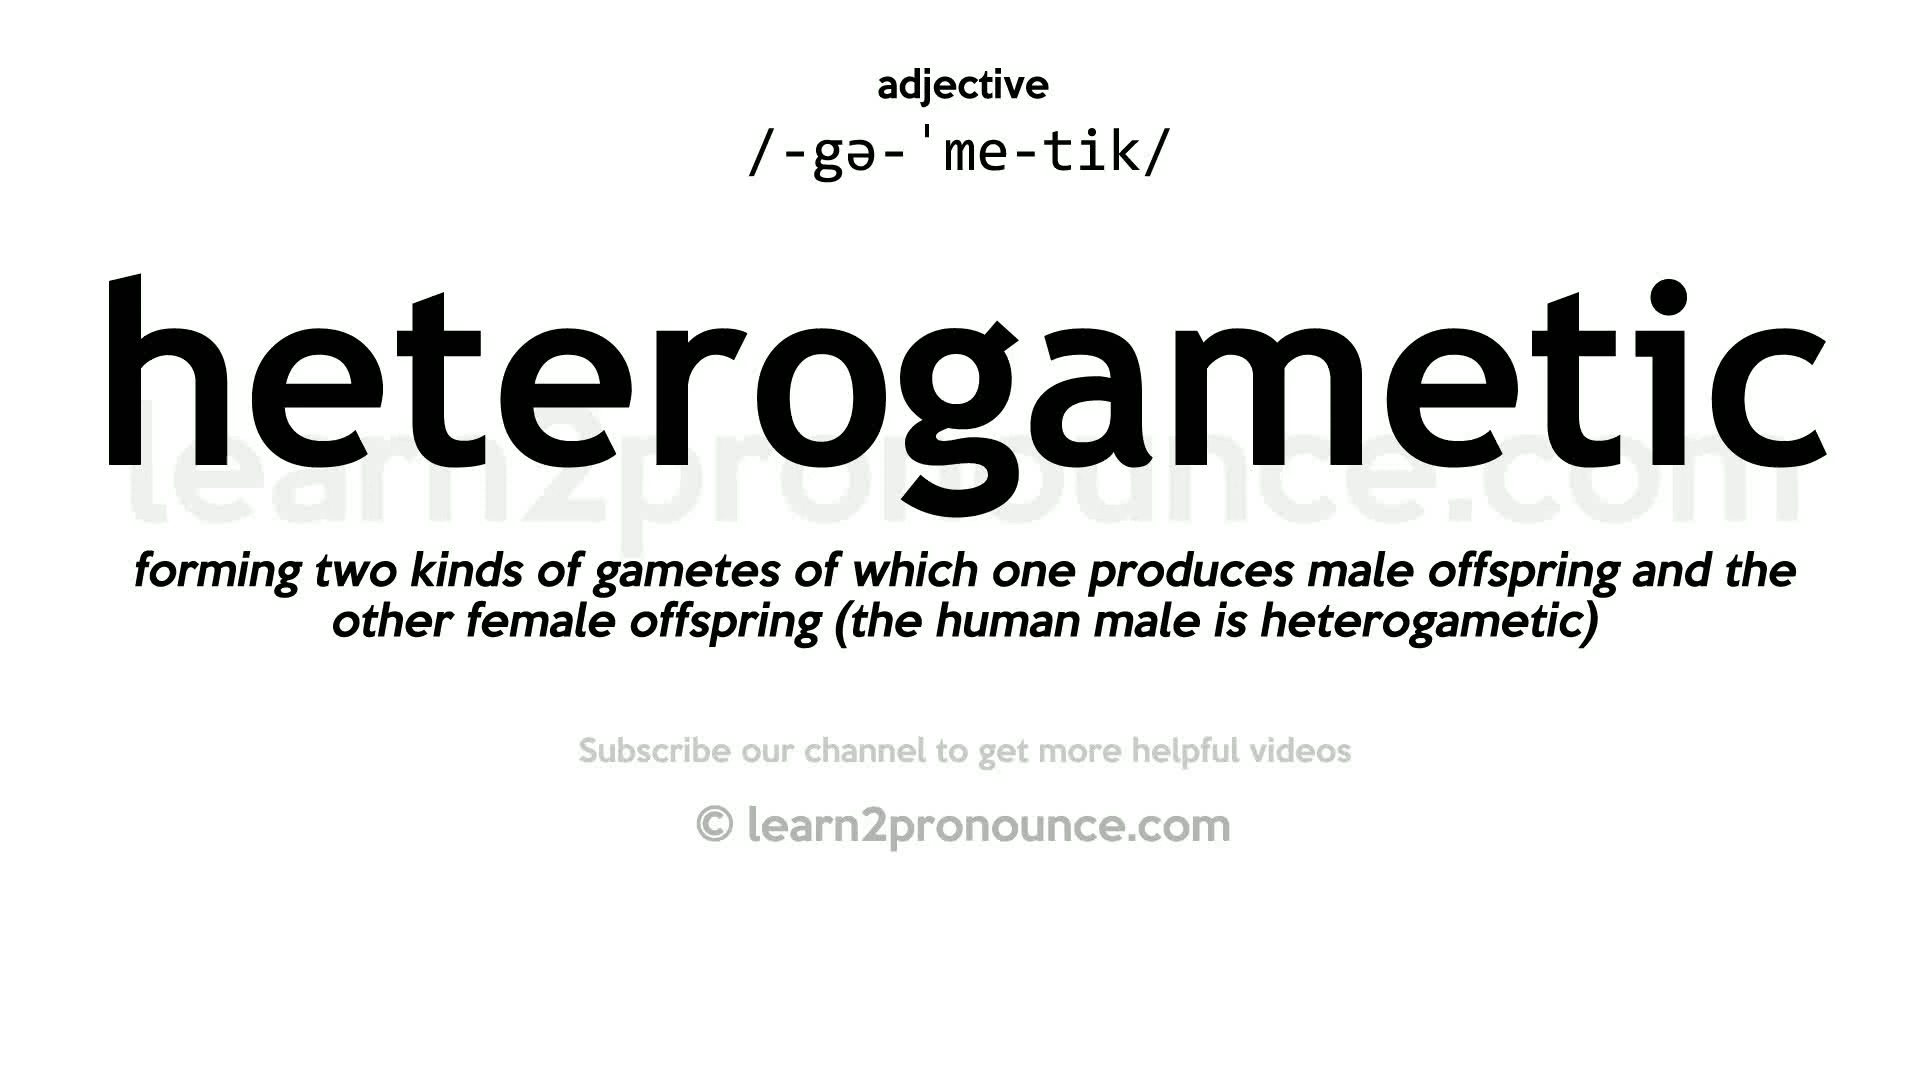 adjective
/-gə-ˈme-tik/
heterogametic
learn2pronounce.com
forming two kinds of gametes of which one produces male offspring and the
other female offspring (the human male is heterogametic)
Subscribe our channel to get more helpful videos
© learn2pronounce.com